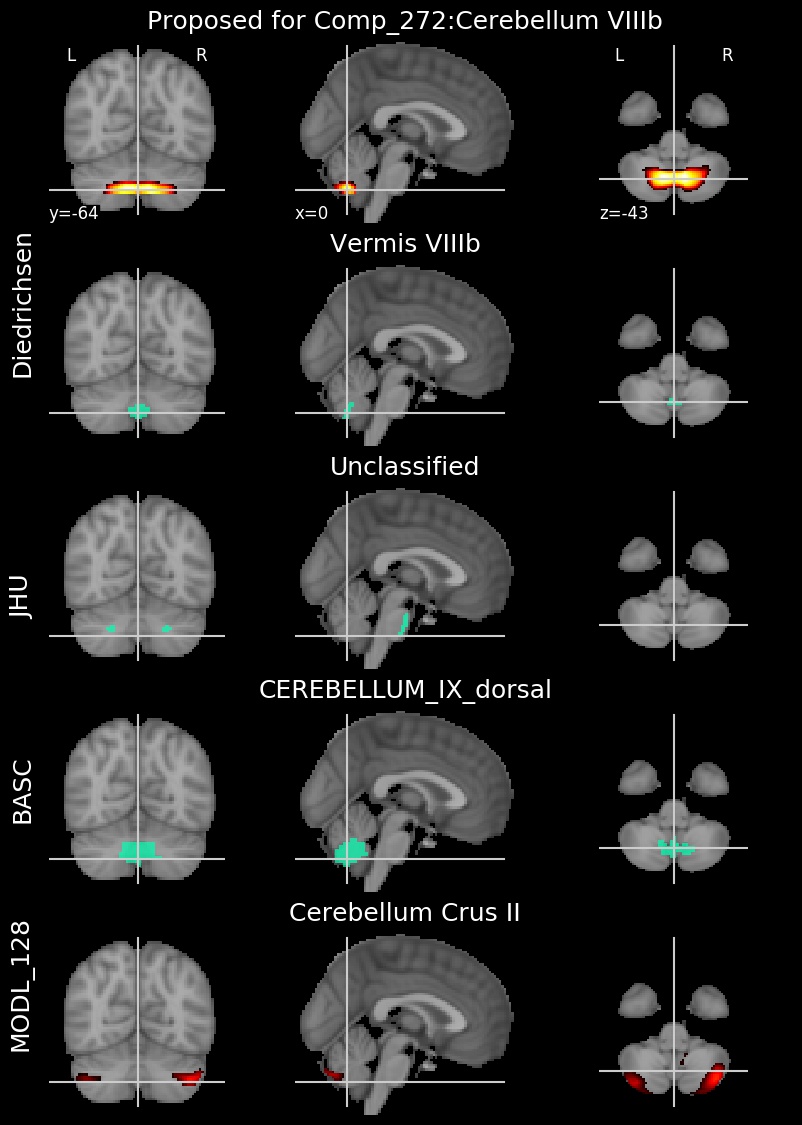 Proposed for Comp_272:Cerebellum VIIIb
L R L R
y=-64 x=0 z=-43
Diedrichsen
Vermis VIIIb
JHU
Unclassified
BASC
CEREBELLUM_IX_dorsal
MODL_128
Cerebellum Crus II